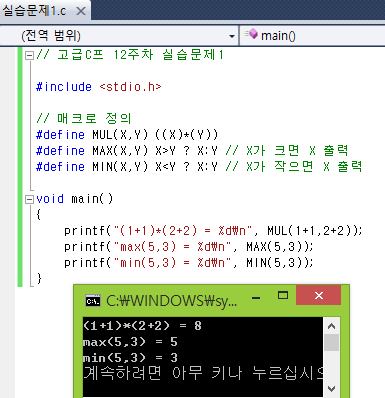 실습문제1.c ×
(전역 범위) main()
// 고급C프 12주차 실습문제1
#include <stdio.h>
// 매크로 정의
#define MUL(X,Y) ((X)*(Y))
#define MAX(X,Y) X>Y ? X:Y // X가 크면 X 출력
#define MIN(X,Y) X<Y ? X:Y // X가 작으면 X 출력
void main()
{
printf("(1+1)*(2+2) = %d₩n", MUL(1+1,2+2));
printf("max(5,3) = %d₩n", MAX(5,3));
printf("min(5,3) = %d₩n", MIN(5,3));
}
C:₩WINDOWS₩sy...
(1+1)*(2+2) = 8
max(5,3) = 5
min(5,3) = 3
계속하려면 아무 키나 누르십시오